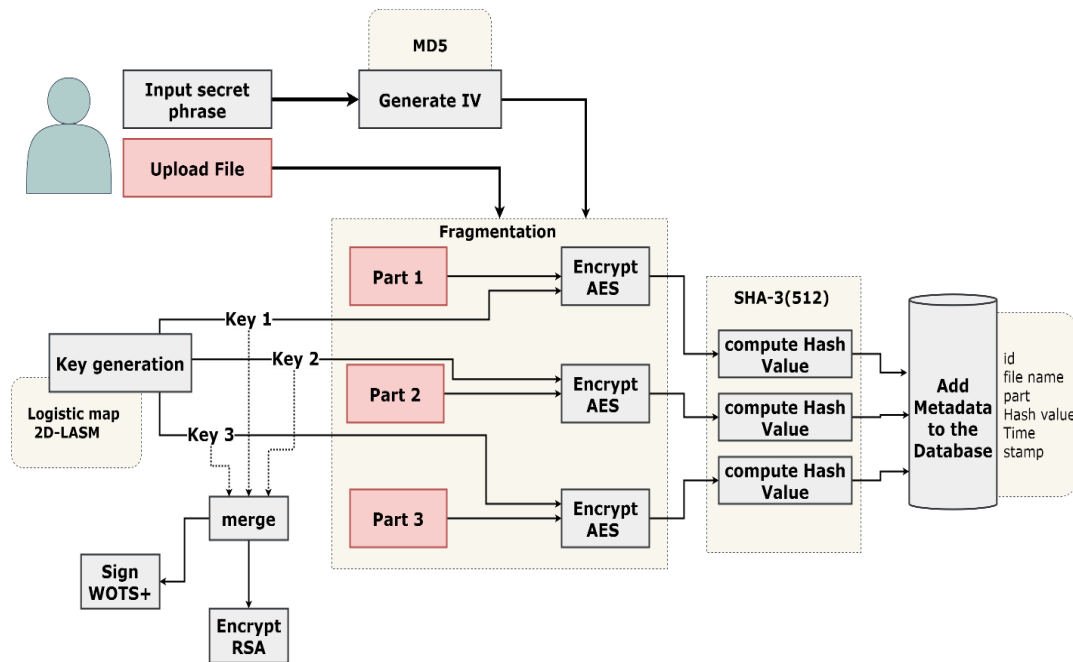 MD5
Input secret
phrase
Generate IV
Upload File
Fragmentation
Part 1
Encrypt
AES
SHA-3(512)
Key 1
compute Hash
Value
Key generation
Key 2
Part 2
Encrypt
AES
compute Hash
Value
Logistic map
2D-LASM
Key 3
compute Hash
Value
Add
Metadada
to the
Database
id
file name
part
Hash value
Time
stamp
merge
Part 3
Encrypt
AES
Sign
WOTS+
Encrypt
RSA